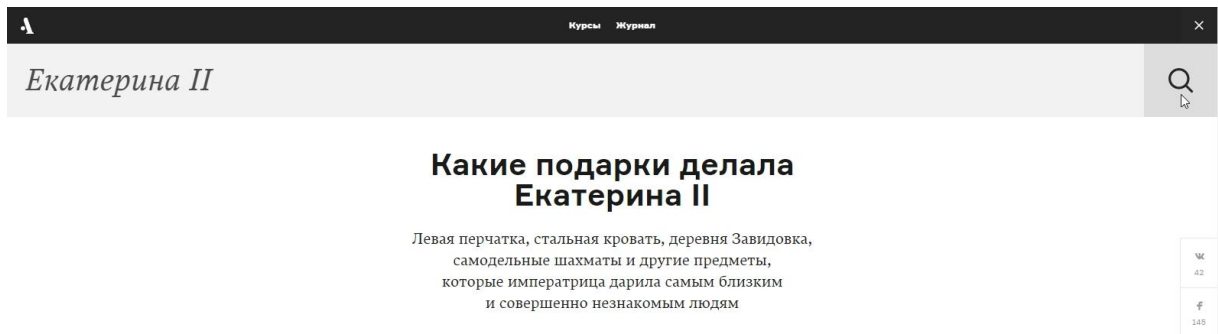 Курсы Журнал
Екатерина II
Какие подарки делала
Екатерина II
Левая перчатка, стальная кровать, деревня Завидовка,
самодельные шахматы и другие предметы,
которые императрица дарила самым близким
и совершенно незнакомым людям
42
145